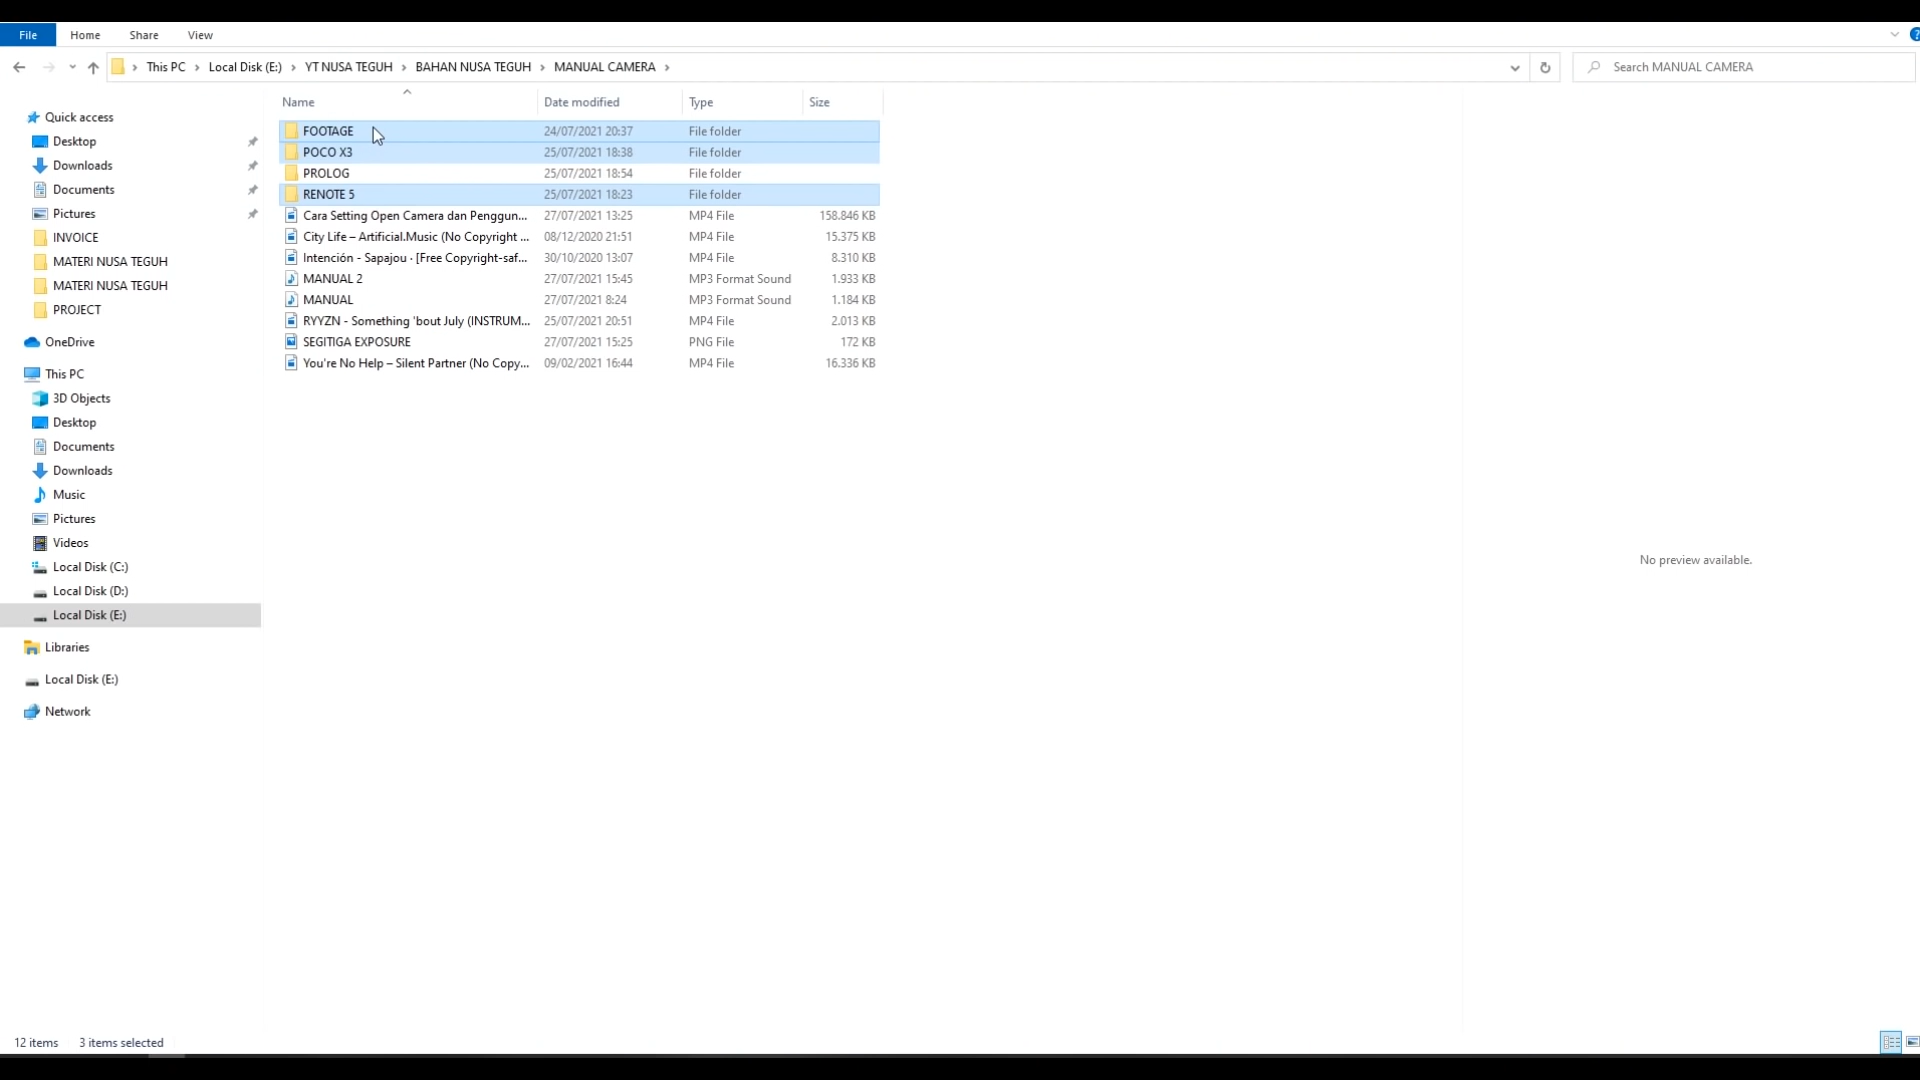 File Home Share View
This PC Local Disk (E:) YT NUSA TEGUH BAHAN NUSA TEGUH MANUAL CAMERA Search MANUAL CAMERA
Name Date modified Type Size
Quick access
Desktop
Downloads
Documents
Pictures
INVOICE
MATERI NUSA TEGUH
MATERI NUSA TEGUH
PROJECT
OneDrive
This PC
3D Objects
Desktop
Documents
Downloads
Music
Pictures
Videos
Local Disk (C:)
Local Disk (D:)
Local Disk (E:)
Libraries
Local Disk (E:)
Network
FOOTAGE 24/07/2021 20:37 File folder
POCO X3 25/07/2021 18:38 File folder
PROLOG 25/07/2021 18:54 File folder
RENOTE 5 25/07/2021 18:23 File folder
Cara Setting Open Camera dan Penggun... 27/07/2021 13:25 MP4 File 158.846 KB
City Life – Artificial.Music (No Copyright ... 08/12/2020 21:51 MP4 File 15.375 KB
Intención - Sapajou · [Free Copyright-saf... 30/10/2020 13:07 MP4 File 8.310 KB
MANUAL 2 27/07/2021 15:45 MP3 Format Sound 1.933 KB
MANUAL 27/07/2021 8:24 MP3 Format Sound 1.184 KB
RYYZN - Something 'bout July (INSTRUM... 25/07/2021 20:51 MP4 File 2.013 KB
SEGITIGA EXPOSURE 27/07/2021 15:25 PNG File 172 KB
You're No Help – Silent Partner (No Copy... 09/02/2021 16:44 MP4 File 16.336 KB
No preview available.
12 items 3 items selected